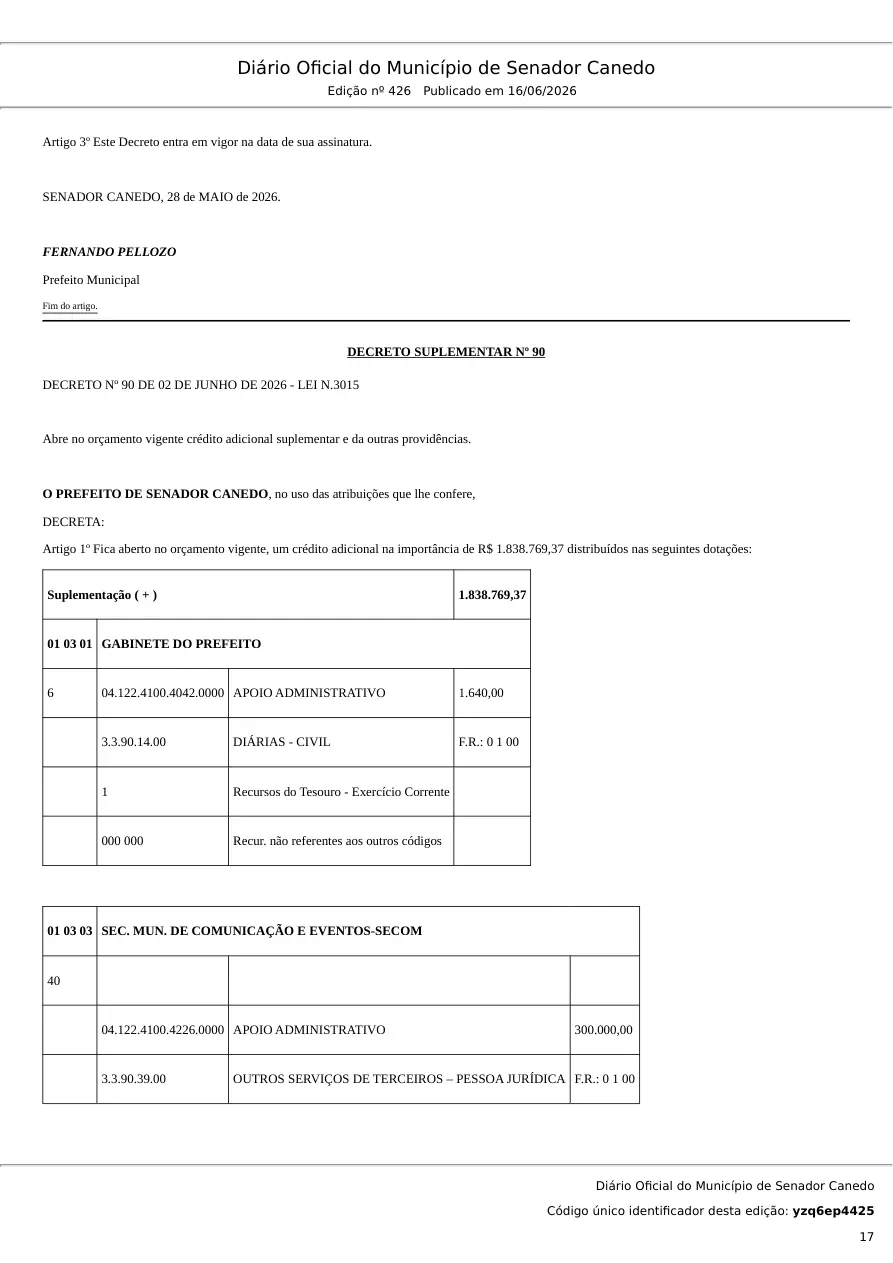 Diário Oficial do Município de Senador Canedo
Edição nº 426 Publicado em 16/06/2026
Artigo 3º Este Decreto entra em vigor na data de sua assinatura.
SENADOR CANEDO, 28 de MAIO de 2026.
FERNANDO PELLOZO
Prefeito Municipal
Fim do artigo.
DECRETO SUPLEMENTAR Nº 90
DECRETO Nº 90 DE 02 DE JUNHO DE 2026 - LEI N.3015
Abre no orçamento vigente crédito adicional suplementar e da outras providências.
O PREFEITO DE SENADOR CANEDO, no uso das atribuições que lhe confere,
DECRETA:
Artigo 1º Fica aberto no orçamento vigente, um crédito adicional na importância de R$ 1.838.769,37 distribuídos nas seguintes dotações:
Suplementação ( + ) 1.838.769,37
01 03 01 GABINETE DO PREFEITO
6 04.122.4100.4042.0000 APOIO ADMINISTRATIVO 1.640,00
3.3.90.14.00 DIÁRIAS - CIVIL F.R.: 0 1 00
1 Recursos do Tesouro - Exercício Corrente
000 000 Recur. não referentes aos outros códigos
01 03 03 SEC. MUN. DE COMUNICAÇÃO E EVENTOS-SECOM
40
04.122.4100.4226.0000 APOIO ADMINISTRATIVO 300.000,00
3.3.90.39.00 OUTROS SERVIÇOS DE TERCEIROS – PESSOA JURÍDICA F.R.: 0 1 00
Diário Oficial do Município de Senador Canedo
Código único identificador desta edição: yzq6ep4425
17